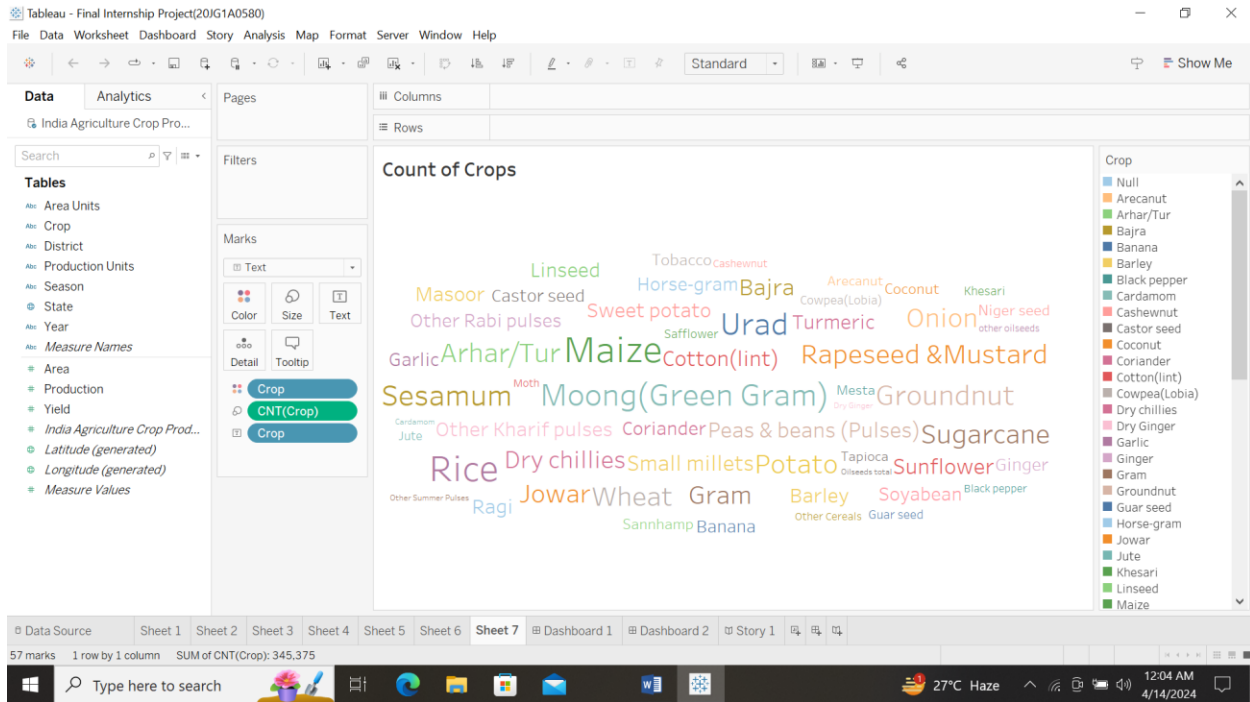 Tableau - Final Internship Project(20JG1A0580)
File Data Worksheet Dashboard Story Analysis Map Format Server Window Help
Standard
Show Me
Data Analytics
India Agriculture Crop Pro...
Search
Tables
Abc Area Units
Abc Crop
Abc District
Abc Production Units
Abc Season
State
Abc Year
Abc Measure Names
# Area
# Production
# Yield
# India Agriculture Crop Prod...
Latitude (generated)
Longitude (generated)
# Measure Values
Pages
Filters
Marks
Text
Color Size Text
Detail Tooltip
Crop
CNT(Crop)
Crop
Columns
Rows
Count of Crops
Tobacco Cashewnut
Linseed
Horse-gram Bajra Arecanut Coconut Khesari
Masoor Castor seed Cowpea(Lobia)
Sweet potato Onion Niger seed
Other Rabi pulses Safflower Urad Turmeric other oilseeds
Garlic Arhar/Tur Maize Cotton(lint) Rapeseed &Mustard
Sesamum Moth Moong(Green Gram) Mesta Groundnut
Dry Ginger
Cardamom
Jute Other Kharif pulses Coriander Peas & beans (Pulses) Sugarcane
Rice Dry chillies Small millets Potato Tapioca Sunflower Ginger
Oilseeds total
Other Summer Pulses Ragi Jowar Wheat Gram Barley Soyabean Black pepper
Other Cereals Guar seed
Sannhamp Banana
Crop
Null
Arecanut
Arhar/Tur
Bajra
Banana
Barley
Black pepper
Cardamom
Cashewnut
Castor seed
Coconut
Coriander
Cotton(lint)
Cowpea(Lobia)
Dry chillies
Dry Ginger
Garlic
Ginger
Gram
Groundnut
Guar seed
Horse-gram
Jowar
Jute
Khesari
Linseed
Maize
Data Source Sheet 1 Sheet 2 Sheet 3 Sheet 4 Sheet 5 Sheet 6 Sheet 7 Dashboard 1 Dashboard 2 Story 1
57 marks 1 row by 1 column SUM of CNT(Crop): 345,375
Type here to search
27°C Haze
12:04 AM
4/14/2024